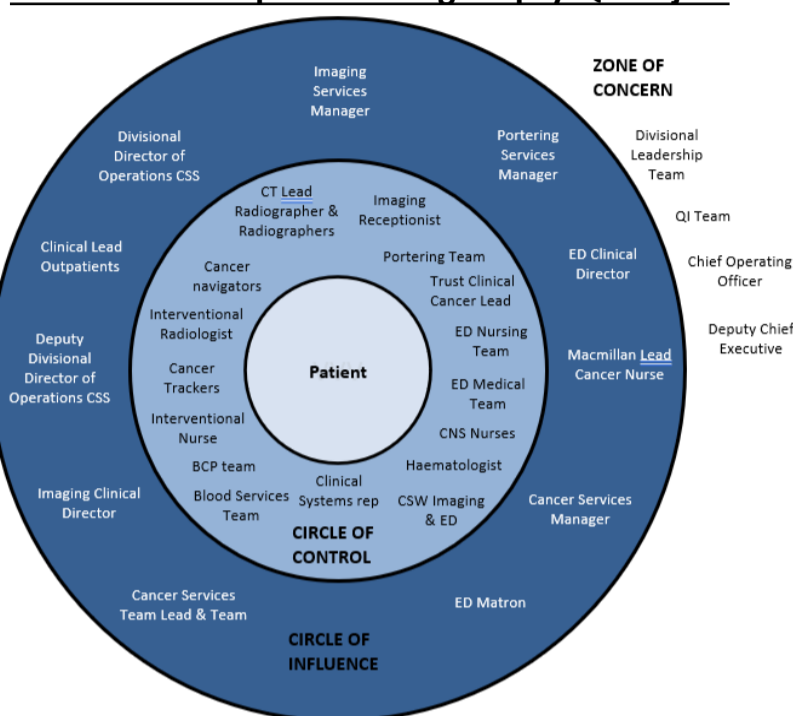 Imaging
Services
Manager
ZONE OF
CONCERN
Divisional
Director of
Operations CSS
Portering
Services
Manager
Divisional
Leadership
Team
CT Lead
Radiographer &
Radiographers
Imaging
Receptionist
QI Team
Clinical Lead
Outpatients
Cancer
navigators
Portering Team
ED Clinical
Director
Chief Operating
Officer
Trust Clinical
Cancer Lead
Interventional
Radiologist
ED Nursing
Team
Deputy Chief
Executive
Deputy
Divisional
Director of
Operations CSS
Cancer
Trackers
Patient
Macmillan Lead
Cancer Nurse
ED Medical
Team
Interventional
Nurse
CNS Nurses
BCP team
Haematologist
Imaging Clinical
Director
Blood Services
Team
Clinical
Systems rep
CSW Imaging
& ED
Cancer Services
Manager
CIRCLE OF
CONTROL
Cancer Services
Team Lead & Team
ED Matron
CIRCLE OF
INFLUENCE